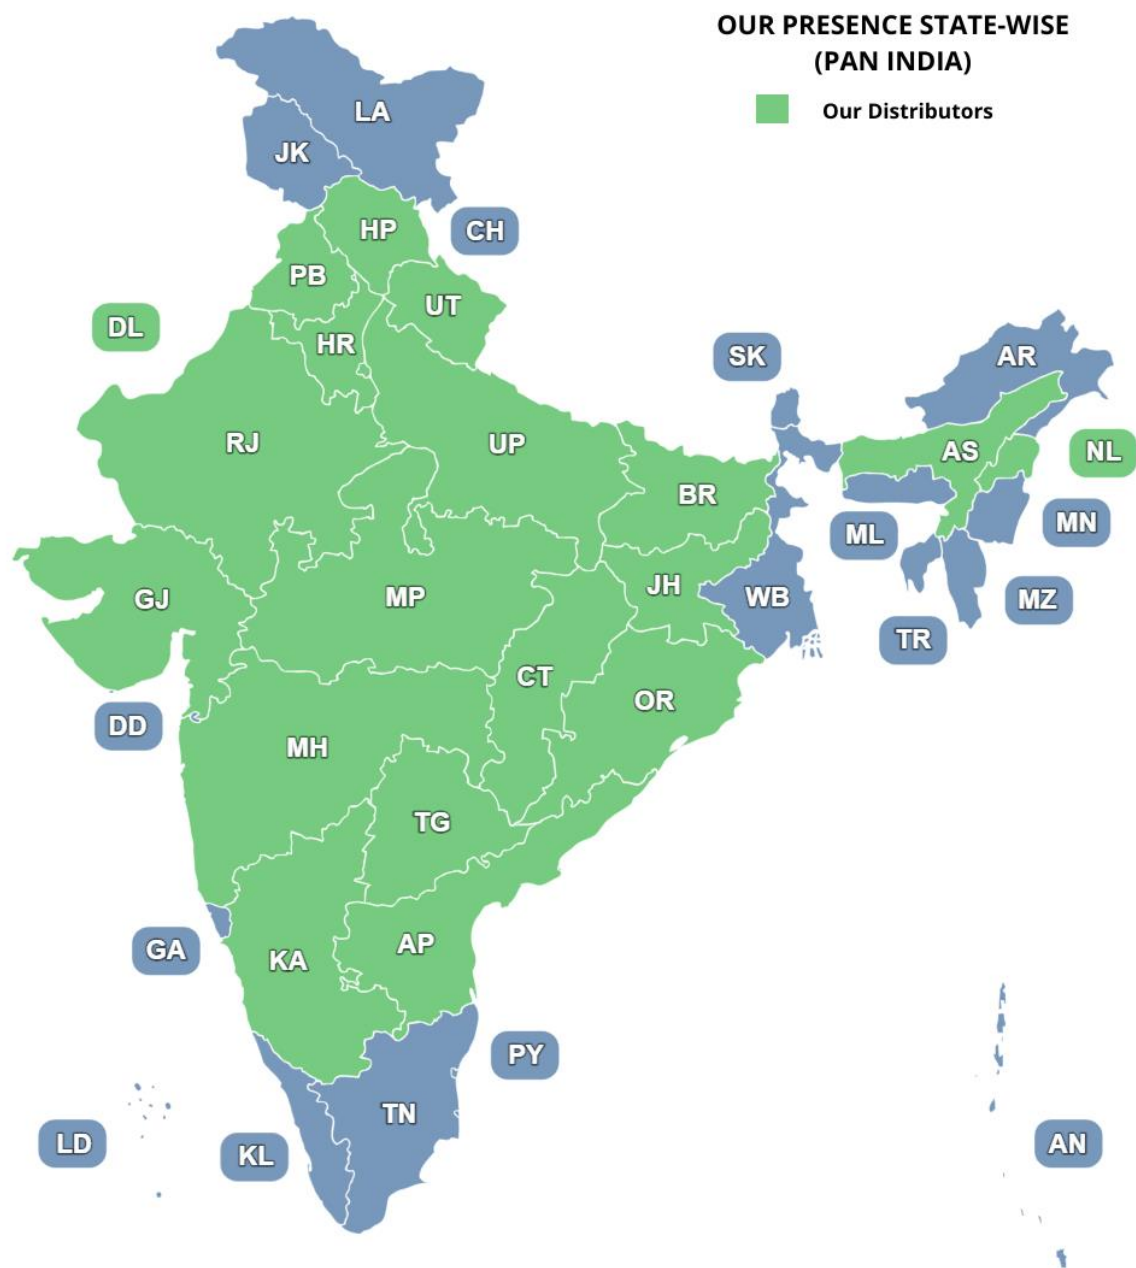 OUR PRESENCE STATE-WISE
(PAN INDIA)
Our Distributors
LA
JK
HP
CH
PB
UT
DL
HR
SK
AR
RJ
UP
AS
NL
BR
ML
MN
GJ
MP
JH
WB
MZ
TR
CT
OR
DD
MH
TG
GA
KA
AP
PY
TN
LD
KL
AN